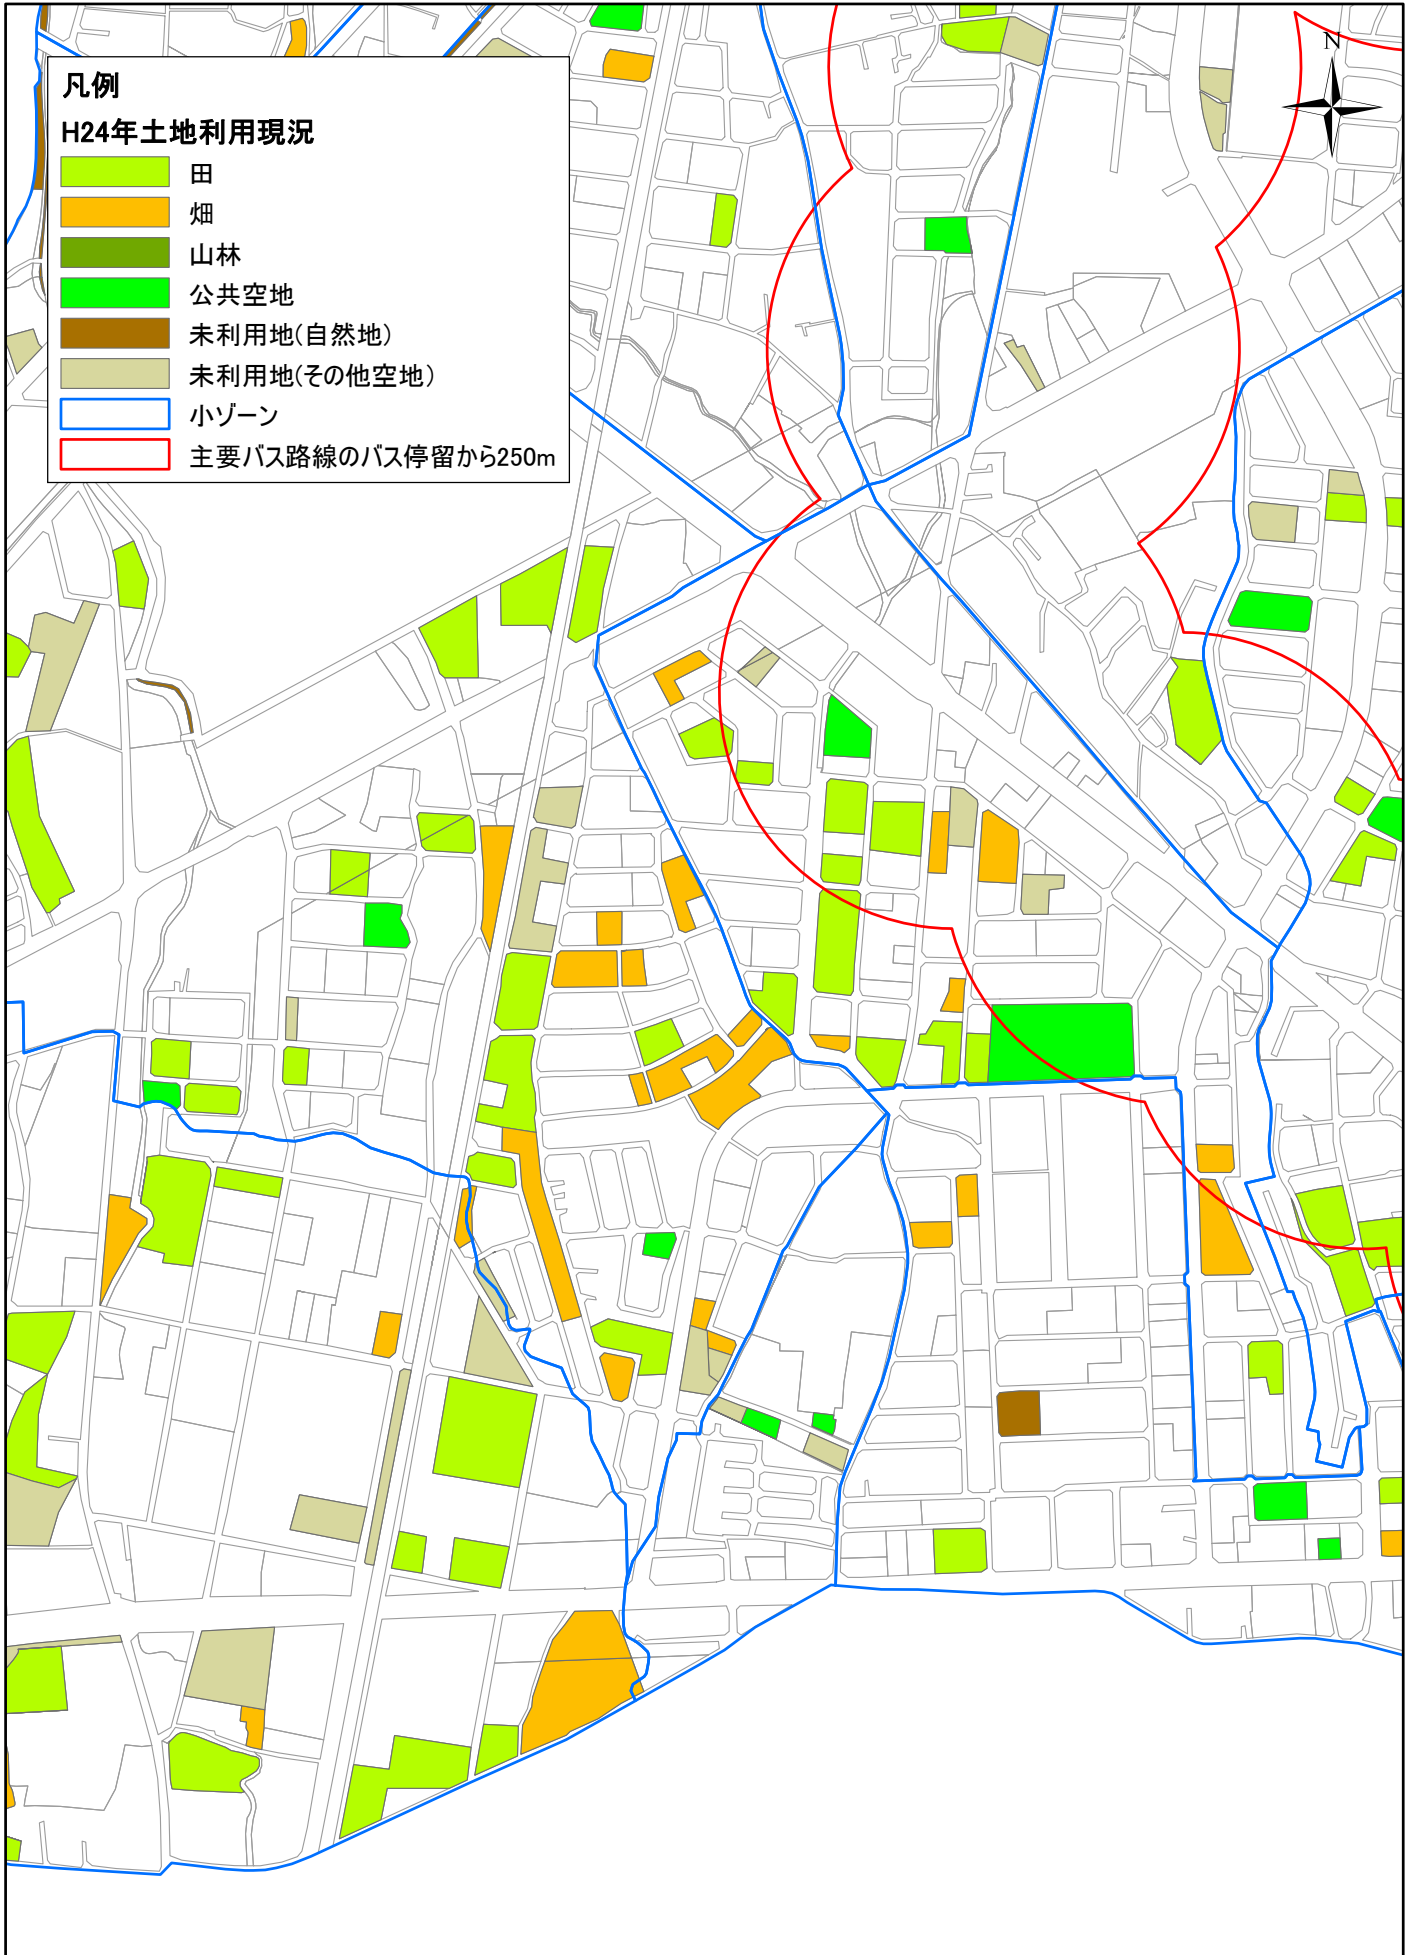 凡例
H24年土地利用現況
田
畑
山林
公共空地
未利用地(自然地)
未利用地(その他空地)
小ゾーン
主要バス路線のバス停留から250m
N